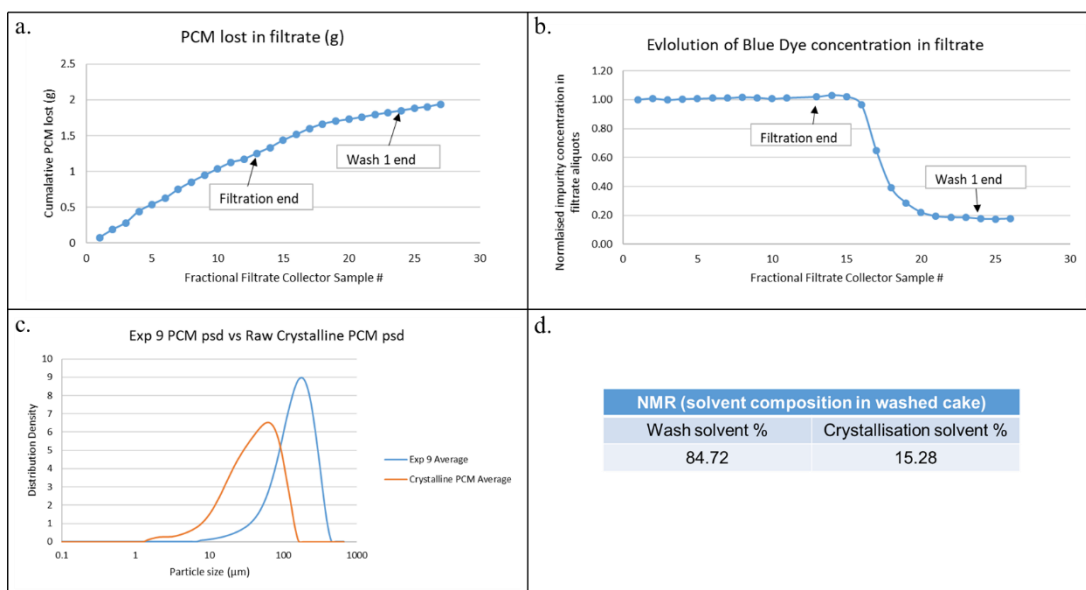 a.
PCM lost in filtrate (g)
2.5
2
1.5
1
0.5
0
Cumalative PCM lost (g)
Wash 1 end
Filtration end
0 5 10 15 20 25 30
Fractional Filtrate Collector Sample #
b.
Evlolution of Blue Dye concentration in filtrate
1.20
1.00
0.80
0.60
0.40
0.20
0.00
Normlaised impurity concentration in
filtrate aliquots
Filtration end
Wash 1 end
0 5 10 15 20 25 30
Fractional Filtrate Collector Sample #
c.
Exp 9 PCM psd vs Raw Crystalline PCM psd
10
9
8
7
6
5
4
3
2
1
0
Distribution Density
Exp 9 Average
Crystalline PCM Average
0.1 1 10 100 1000
Particle size (μm)
d.
NMR (solvent composition in washed cake)
Wash solvent % Crystallisation solvent %
84.72 15.28